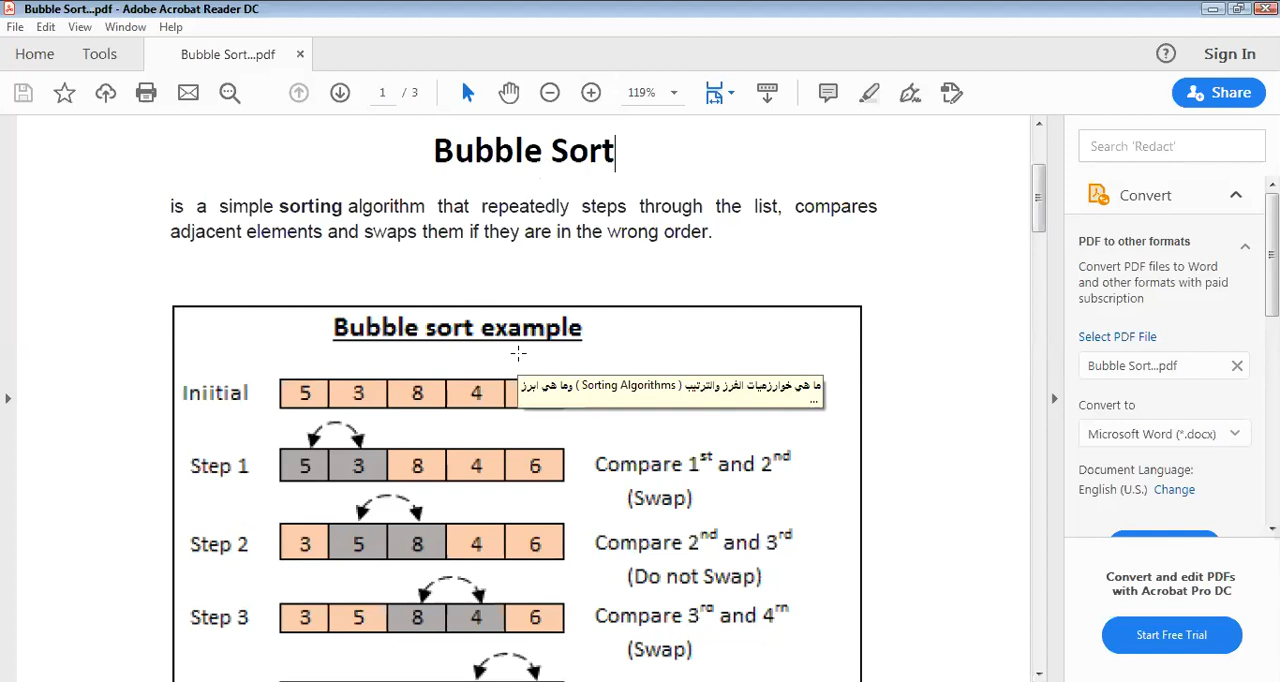 Bubble Sort...pdf - Adobe Acrobat Reader DC
File Edit View Window Help
Home Tools Bubble Sort...pdf × Sign In
1 / 3 119% Share
Bubble Sort
is a simple sorting algorithm that repeatedly steps through the list, compares
adjacent elements and swaps them if they are in the wrong order.
Bubble sort example
Iniitial 5 3 8 4
ما هي خوارزميات الفرز والترتيب ( Sorting Algorithms ) وما هي ابرز
...
Step 1 5 3 8 4 6 Compare 1st and 2nd
(Swap)
Step 2 3 5 8 4 6 Compare 2nd and 3rd
(Do not Swap)
Step 3 3 5 8 4 6 Compare 3rd and 4rn
(Swap)
Search 'Redact'
Convert
PDF to other formats
Convert PDF files to Word
and other formats with paid
subscription
Select PDF File
Bubble Sort...pdf
Convert to
Microsoft Word (*.docx)
Document Language:
English (U.S.) Change
Convert and edit PDFs
with Acrobat Pro DC
Start Free Trial